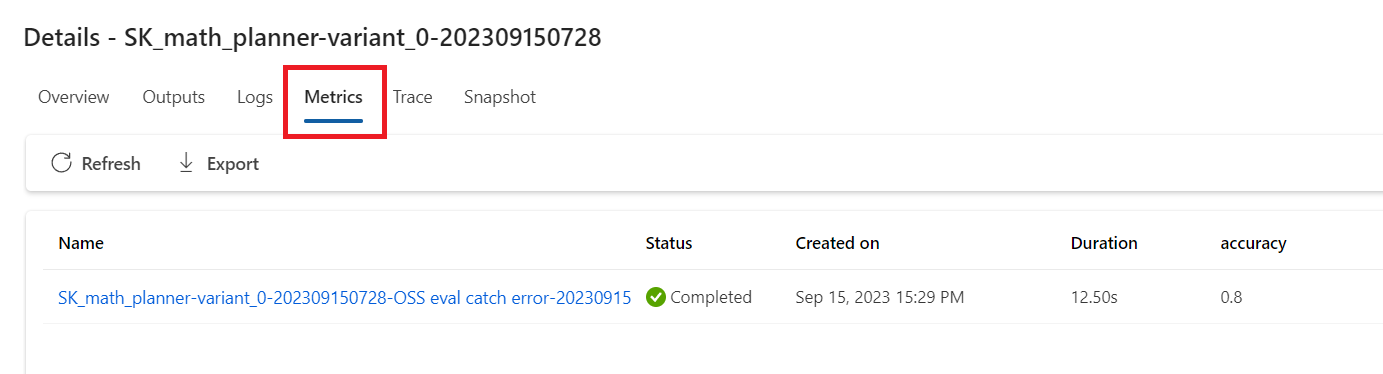 Details - SK_math_planner-variant_0-202309150728
Overview Outputs Logs Metrics Trace Snapshot
Refresh Export
Name Status Created on Duration accuracy
SK_math_planner-variant_0-202309150728-OSS eval catch error-20230915 Completed Sep 15, 2023 15:29 PM 12.50s 0.8